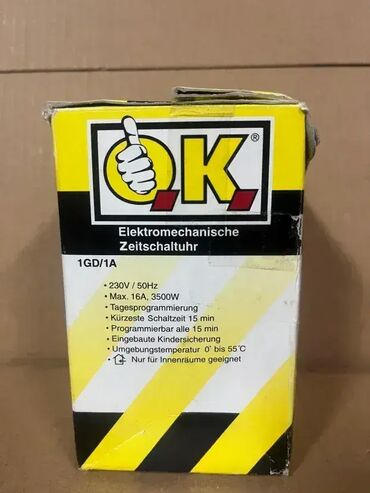 O.K.®
Elektromechanische
Zeitschaltuhr
1GD/1A
• 230V / 50Hz
• Max. 16A, 3500W
• Tagesprogrammierung
• Kürzeste Schaltzeit 15 min
• Programmierbar alle 15 min
• Eingebaute Kindersicherung
• Umgebungstemperatur 0° bis 55°C
• Nur für Innenräume geeignet